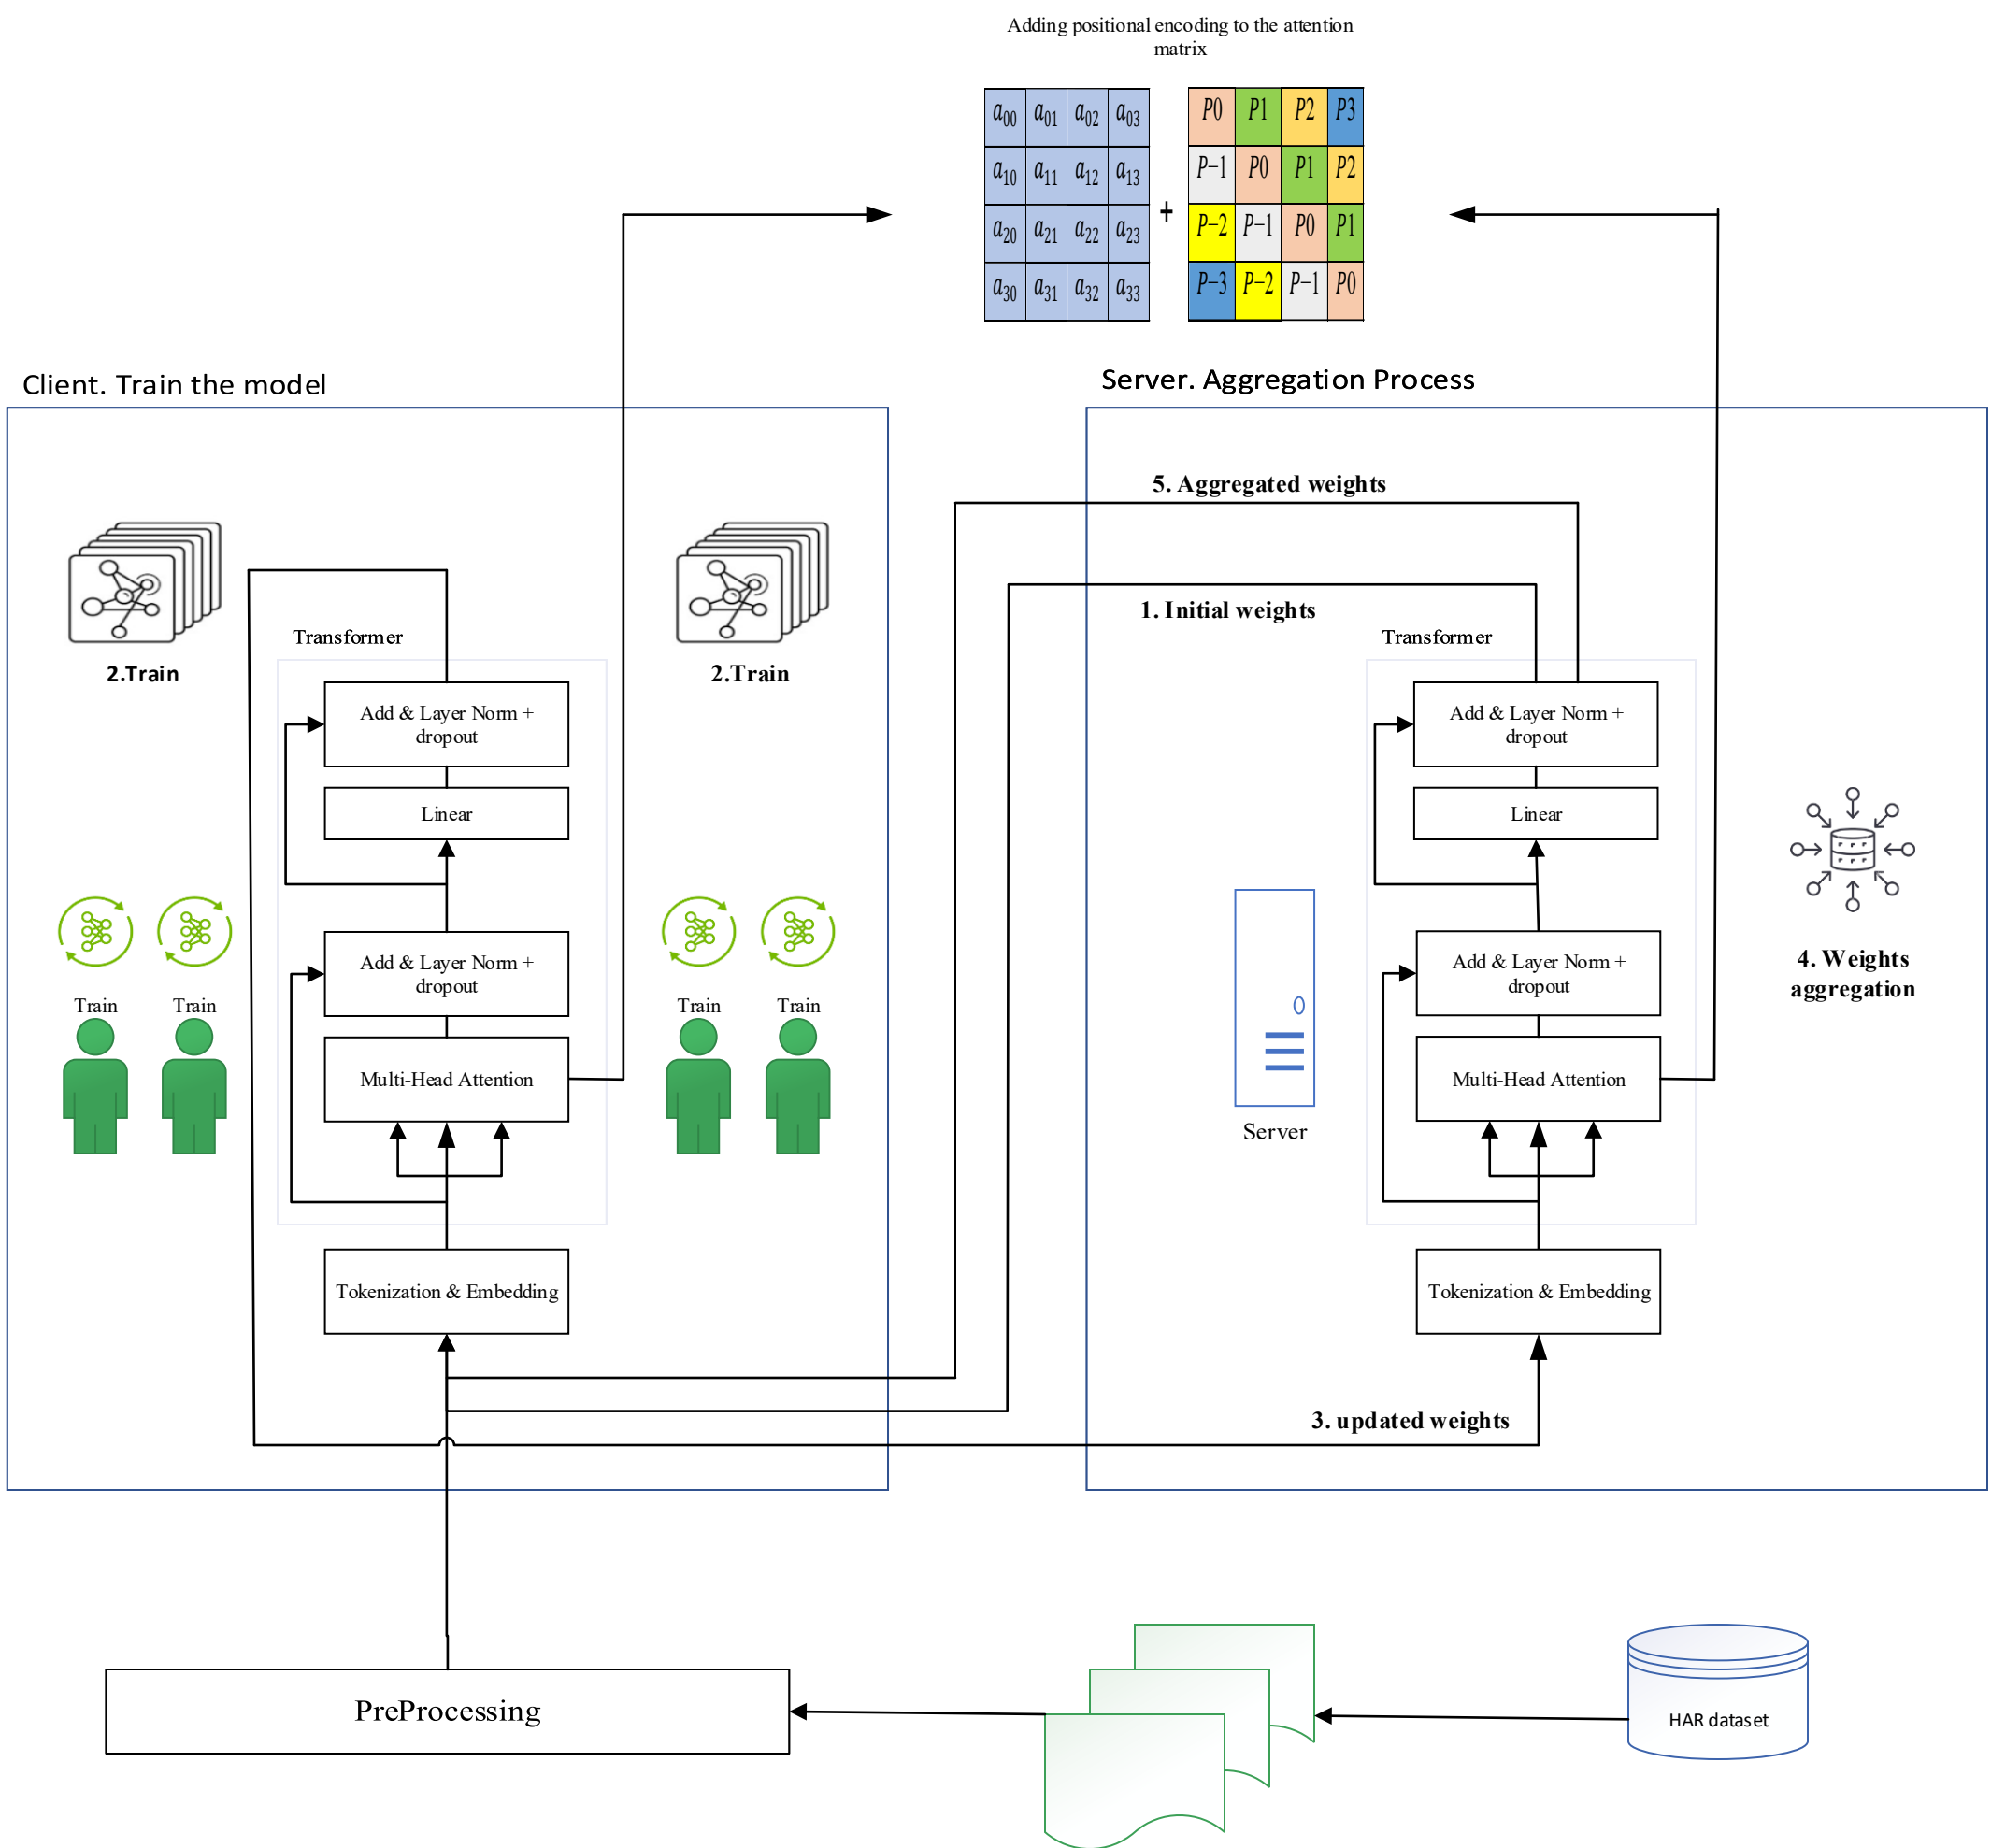 Adding positional encoding to the attention
matrix
a00 a01 a02 a03
a10 a11 a12 a13
a20 a21 a22 a23
a30 a31 a32 a33
+
P0 P1 P2 P3
P−1 P0 P1 P2
P−2 P−1 P0 P1
P−3 P−2 P−1 P0
Client. Train the model
2.Train
2.Train
Transformer
Add & Layer Norm +
dropout
Linear
Add & Layer Norm +
dropout
Multi-Head Attention
Tokenization & Embedding
Train
Train
Train
Train
Server. Aggregation Process
5. Aggregated weights
1. Initial weights
Transformer
Add & Layer Norm +
dropout
Linear
Add & Layer Norm +
dropout
Multi-Head Attention
Tokenization & Embedding
Server
4. Weights
aggregation
3. updated weights
PreProcessing
HAR dataset